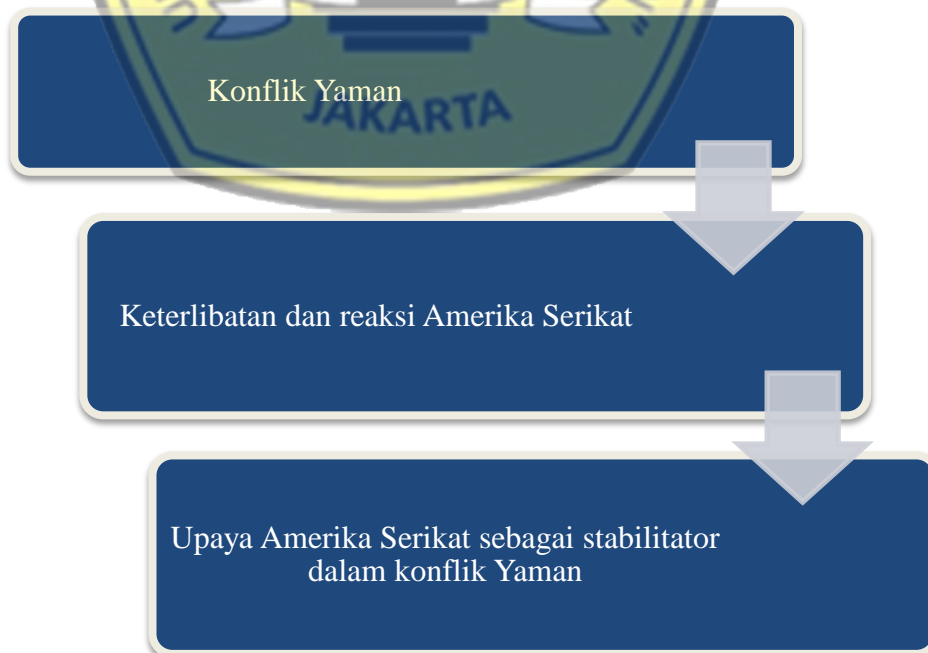 Konflik Yaman
JAKARTA
Keterlibatan dan reaksi Amerika Serikat
Upaya Amerika Serikat sebagai stabilitator
dalam konflik Yaman